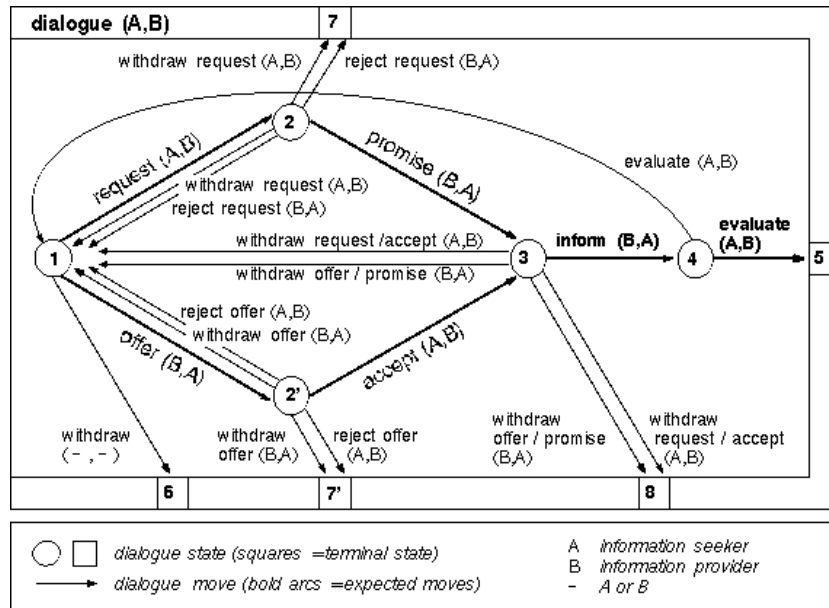 dialogue (A,B)
7
withdraw request (A,B)
reject request (B,A)
2
request (A,B)
promise (B,A)
evaluate (A,B)
withdraw request (A,B)
reject request (B,A)
withdraw request /accept (A,B)
inform (B,A)
evaluate
(A,B)
1
3
4
5
withdraw offer / promise (B,A)
reject offer (A,B)
withdraw offer (B,A)
offer (B,A)
accept (A,B)
2'
withdraw
(– , –)
withdraw
offer (B,A)
reject offer
(A,B)
withdraw
offer / promise
(B,A)
withdraw
request / accept
(A,B)
6
7'
8
dialogue state (squares =terminal state)
dialogue move (bold arcs =expected moves)
A information seeker
B information provider
– A or B